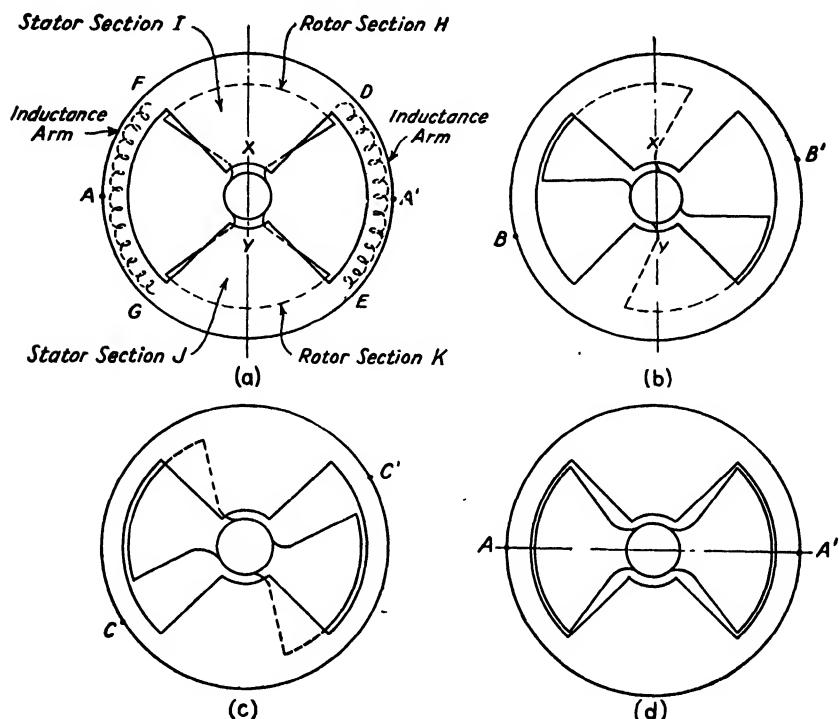 Stator Section I
Rotor Section H
F
D
Inductance
Arm
Inductance
Arm
X
A
A'
Y
G
E
Stator Section J
Rotor Section K
(a)
X
B'
B
Y
(b)
C'
C
(c)
A
A'
(d)